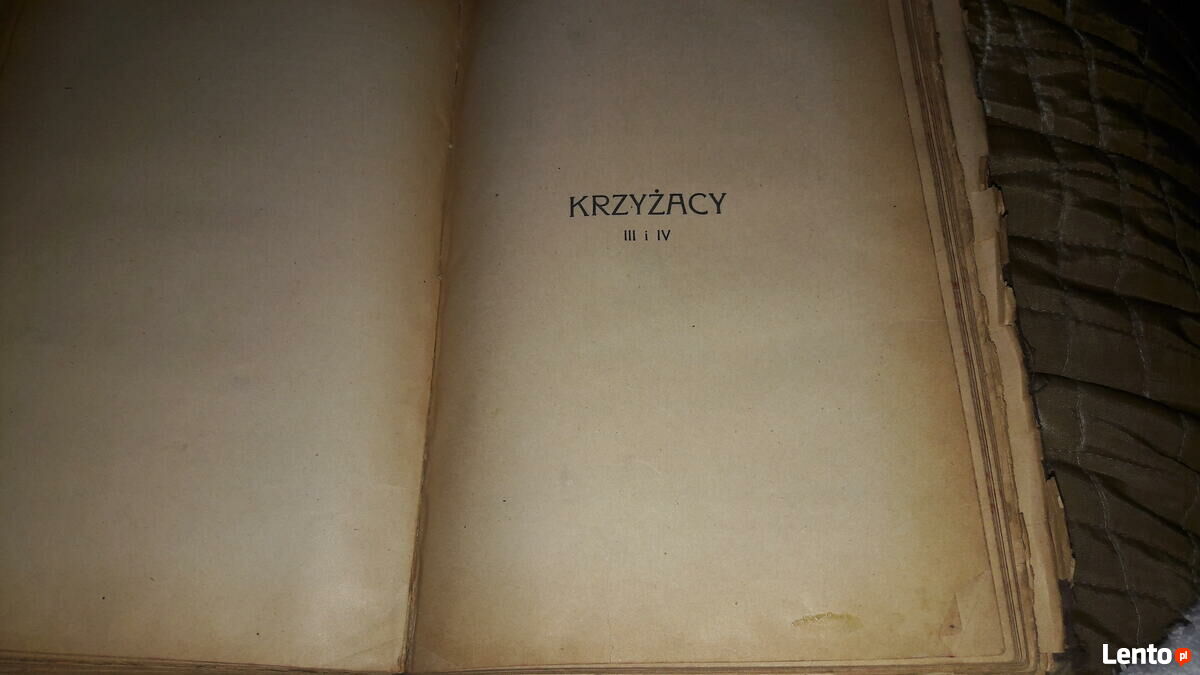 KRZYŻACY
III i IV
Lento.pl